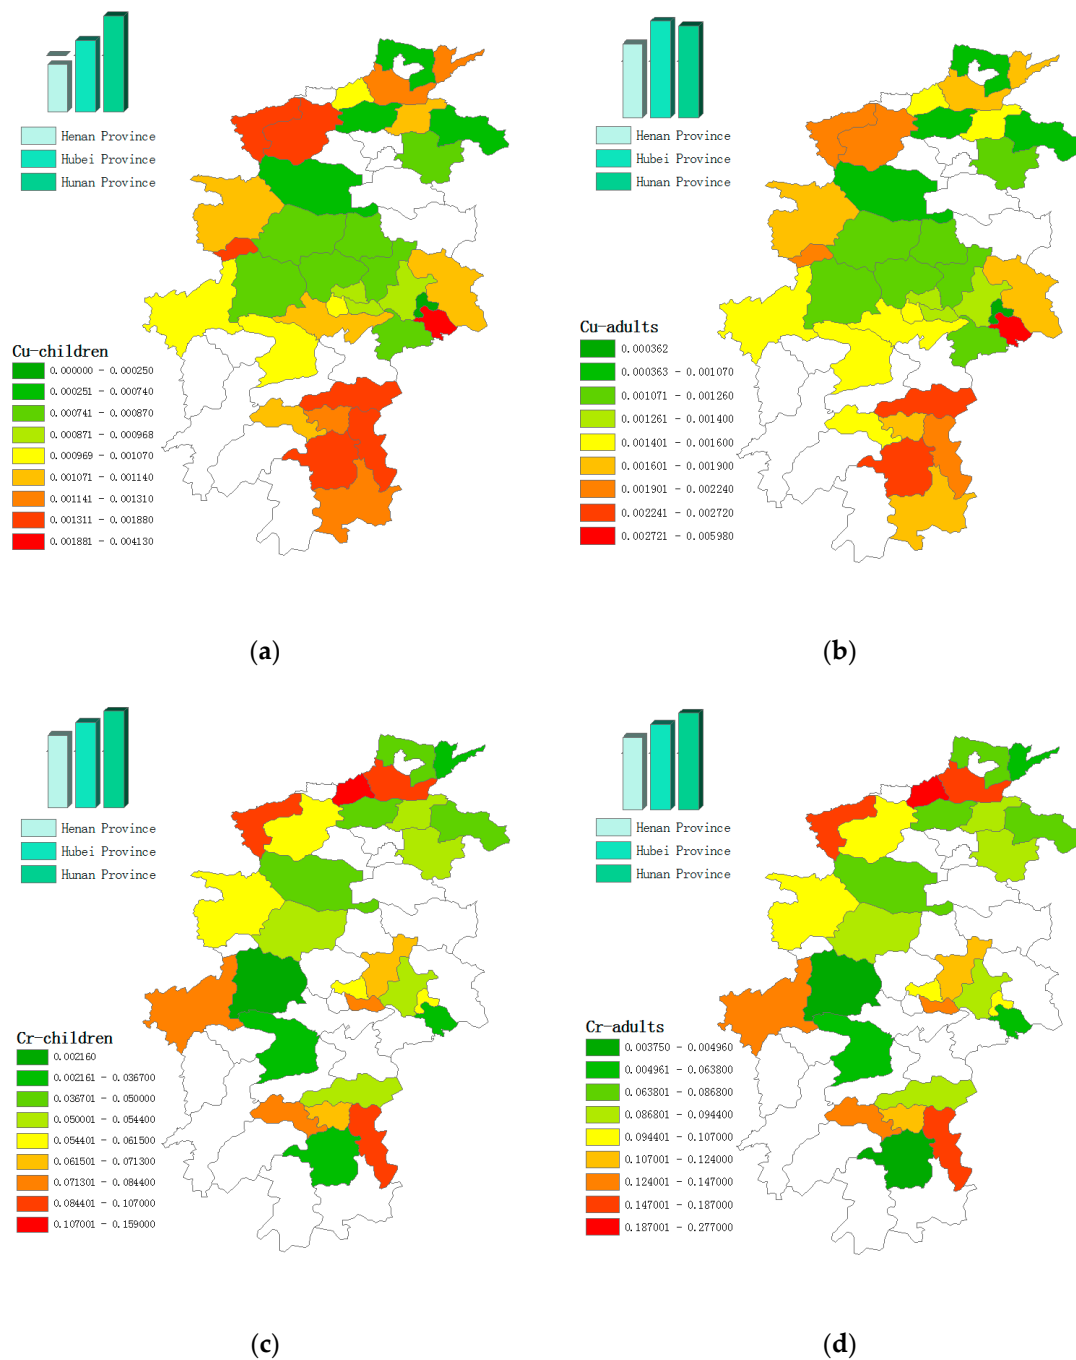 Henan Province
Hubei Province
Hunan Province
Cu-children
0.000000 - 0.000250
0.000251 - 0.000740
0.000741 - 0.000870
0.000871 - 0.000968
0.000969 - 0.001070
0.001071 - 0.001140
0.001141 - 0.001310
0.001311 - 0.001880
0.001881 - 0.004130
(a)
Henan Province
Hubei Province
Hunan Province
Cu-adults
0.000362
0.000363 - 0.001070
0.001071 - 0.001260
0.001261 - 0.001400
0.001401 - 0.001600
0.001601 - 0.001900
0.001901 - 0.002240
0.002241 - 0.002720
0.002721 - 0.005980
(b)
Henan Province
Hubei Province
Hunan Province
Cr-children
0.002160
0.002161 - 0.036700
0.036701 - 0.050000
0.050001 - 0.054400
0.054401 - 0.061500
0.061501 - 0.071300
0.071301 - 0.084400
0.084401 - 0.107000
0.107001 - 0.159000
(c)
Henan Province
Hubei Province
Hunan Province
Cr-adults
0.003750 - 0.004960
0.004961 - 0.063800
0.063801 - 0.086800
0.086801 - 0.094400
0.094401 - 0.107000
0.107001 - 0.124000
0.124001 - 0.147000
0.147001 - 0.187000
0.187001 - 0.277000
(d)